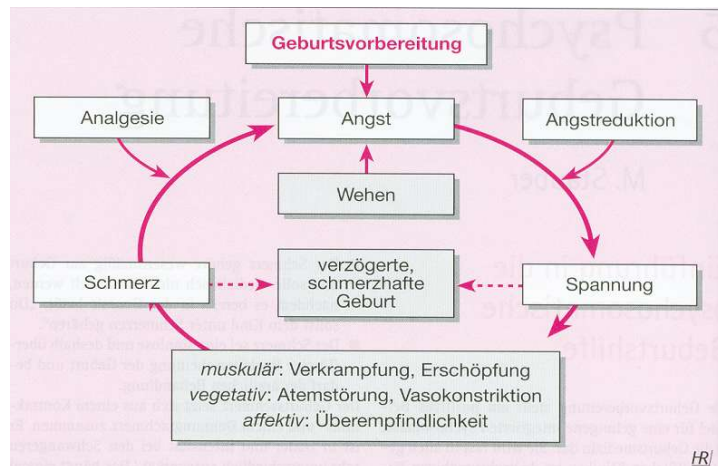 Geburtsvorbereitung
Analgesie
Angst
Angstreduktion
Wehen
Schmerz
verzögerte,
schmerzhafte
Geburt
Spannung
muskulär: Verkrampfung, Erschöpfung
vegetativ: Atemstörung, Vasokonstriktion
affektiv: Überempfindlichkeit
HR